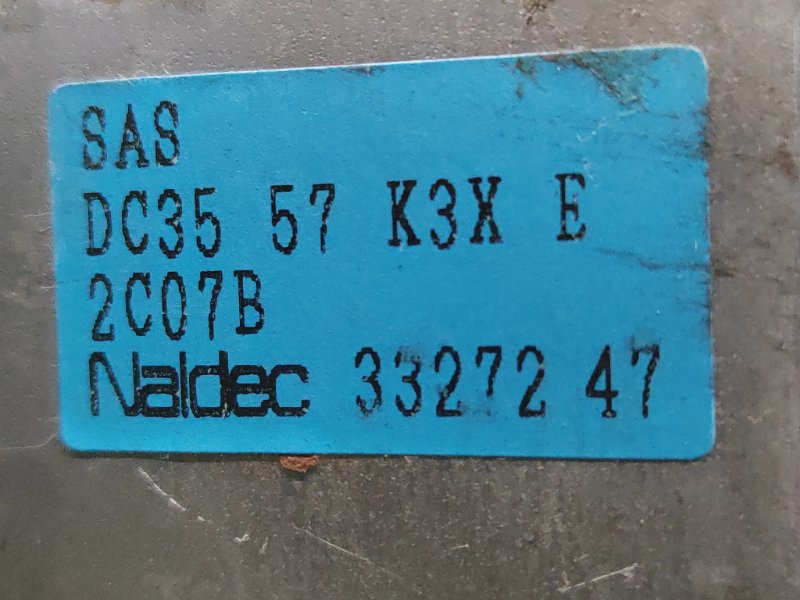 SAS
DC35 57 K3X E
2C07B
Naldec 33272 47